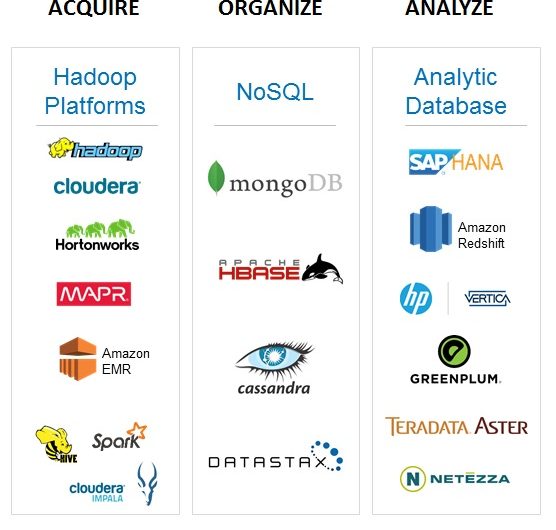 ACQUIRE
ORGANIZE
ANALYZE
Hadoop
Platforms
hadoop
cloudera
Hortonworks
MAPR.
Amazon
EMR
HIVE
Spark
cloudera
IMPALA
NoSQL
mongoDB
APACHE
HBASE
cassandra
DATASTAX
Analytic
Database
SAP HANA
Amazon
Redshift
hp
VERTICA
GREENPLUM.
TERADATA ASTER
N NETEZZA